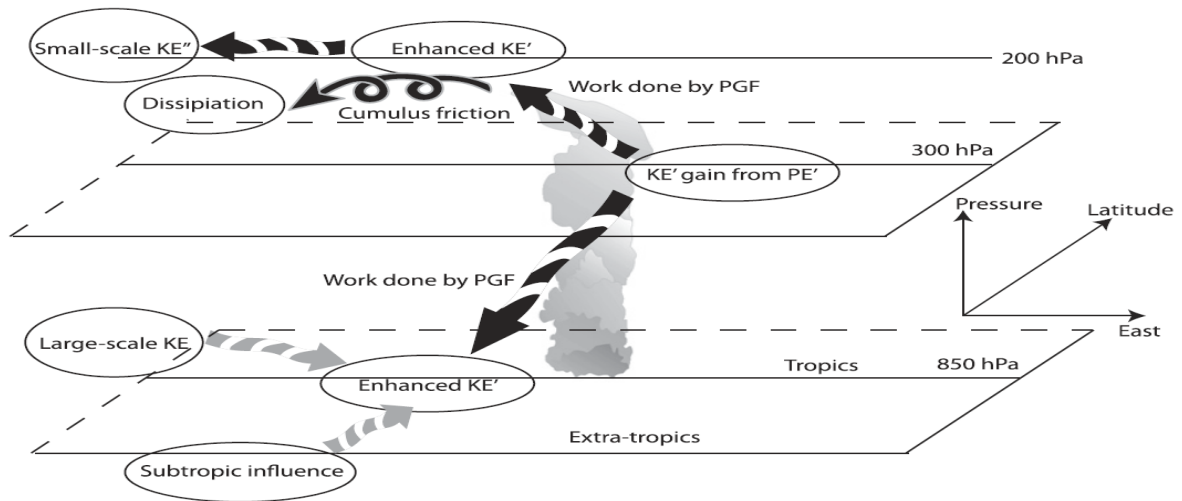 Small-scale KE”
Enhanced KE’
200 hPa
Dissipiation
Work done by PGF
Cumulus friction
300 hPa
KE’ gain from PE’
Pressure
Latitude
Work done by PGF
East
Large-scale KE
Tropics
850 hPa
Enhanced KE’
Extra-tropics
Subtropic influence